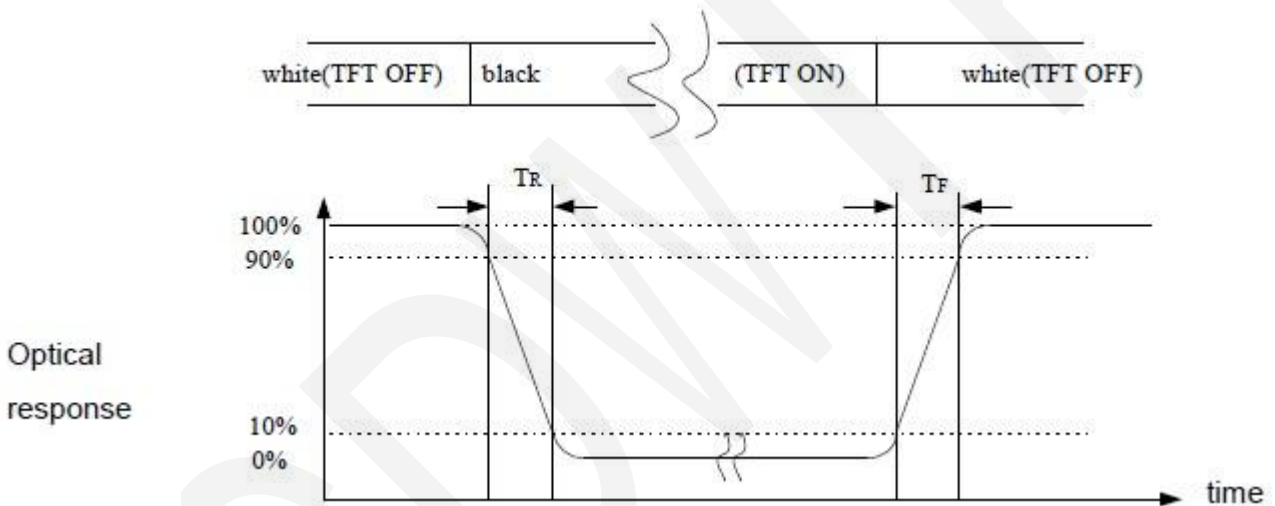 white(TFT OFF) black (TFT ON) white(TFT OFF)
TR TF
100%
90%
Optical
response
10%
0%
time